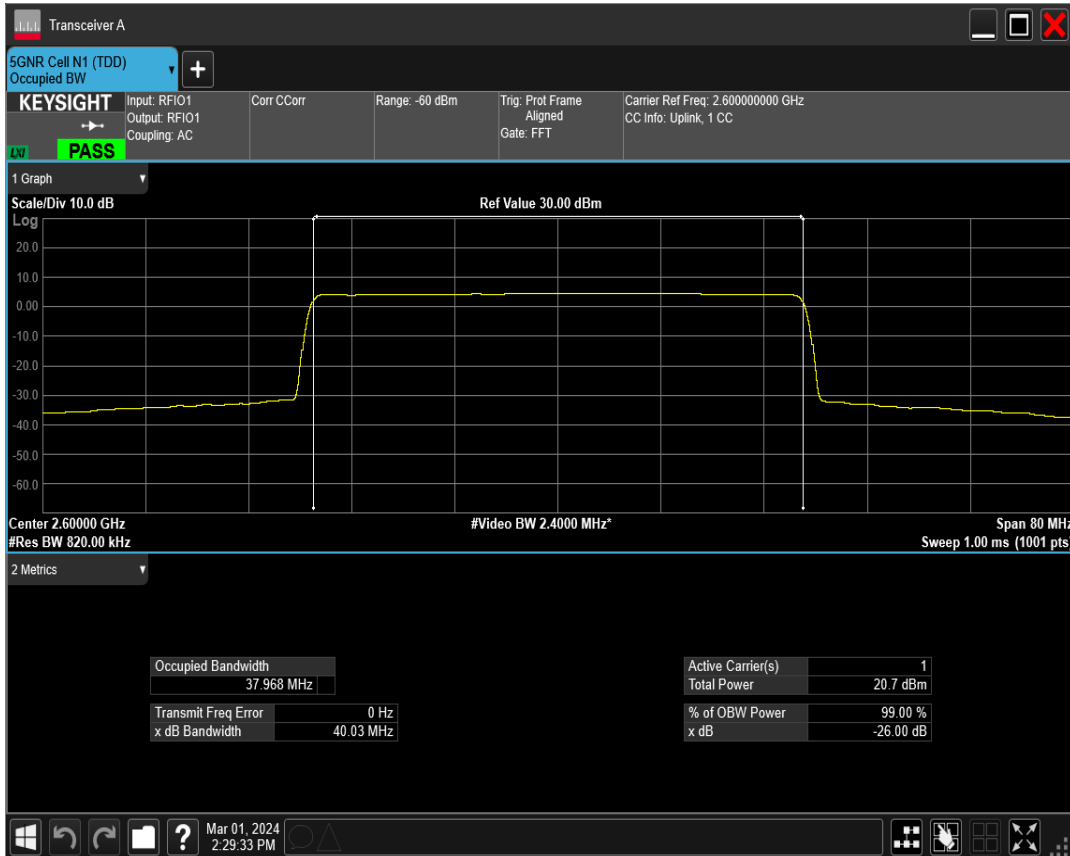 Transceiver A
5GNR Cell N1 (TDD)
Occupied BW
KEYSIGHT
LXI
PASS
Input: RFIO1
Output: RFIO1
Coupling: AC
Corr CCorr
Range: -60 dBm
Trig: Prot Frame
Aligned
Gate: FFT
Carrier Ref Freq: 2.600000000 GHz
CC Info: Uplink, 1 CC
1 Graph
Scale/Div 10.0 dB
Ref Value 30.00 dBm
Log
20.0
10.0
0.00
-10.0
-20.0
-30.0
-40.0
-50.0
-60.0
Center 2.60000 GHz
#Video BW 2.4000 MHz*
Span 80 MHz
#Res BW 820.00 kHz
Sweep 1.00 ms (1001 pts)
2 Metrics
Occupied Bandwidth
37.968 MHz
Transmit Freq Error 0 Hz
x dB Bandwidth 40.03 MHz
Active Carrier(s) 1
Total Power 20.7 dBm
% of OBW Power 99.00 %
x dB -26.00 dB
?
Mar 01, 2024
2:29:33 PM